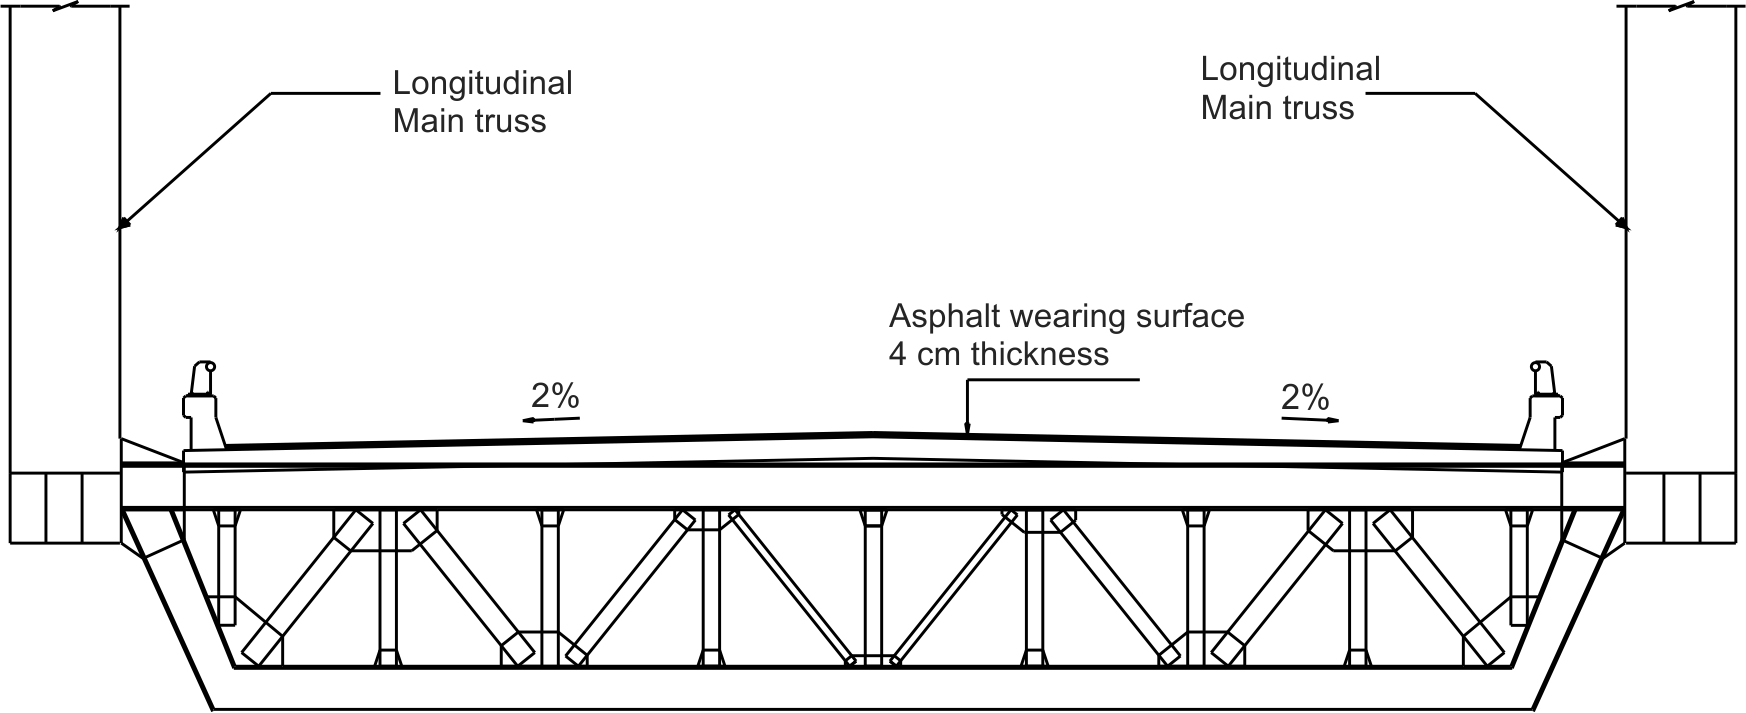 Longitudinal
Main truss
Longitudinal
Main truss
Asphalt wearing surface
4 cm thickness
2%
2%